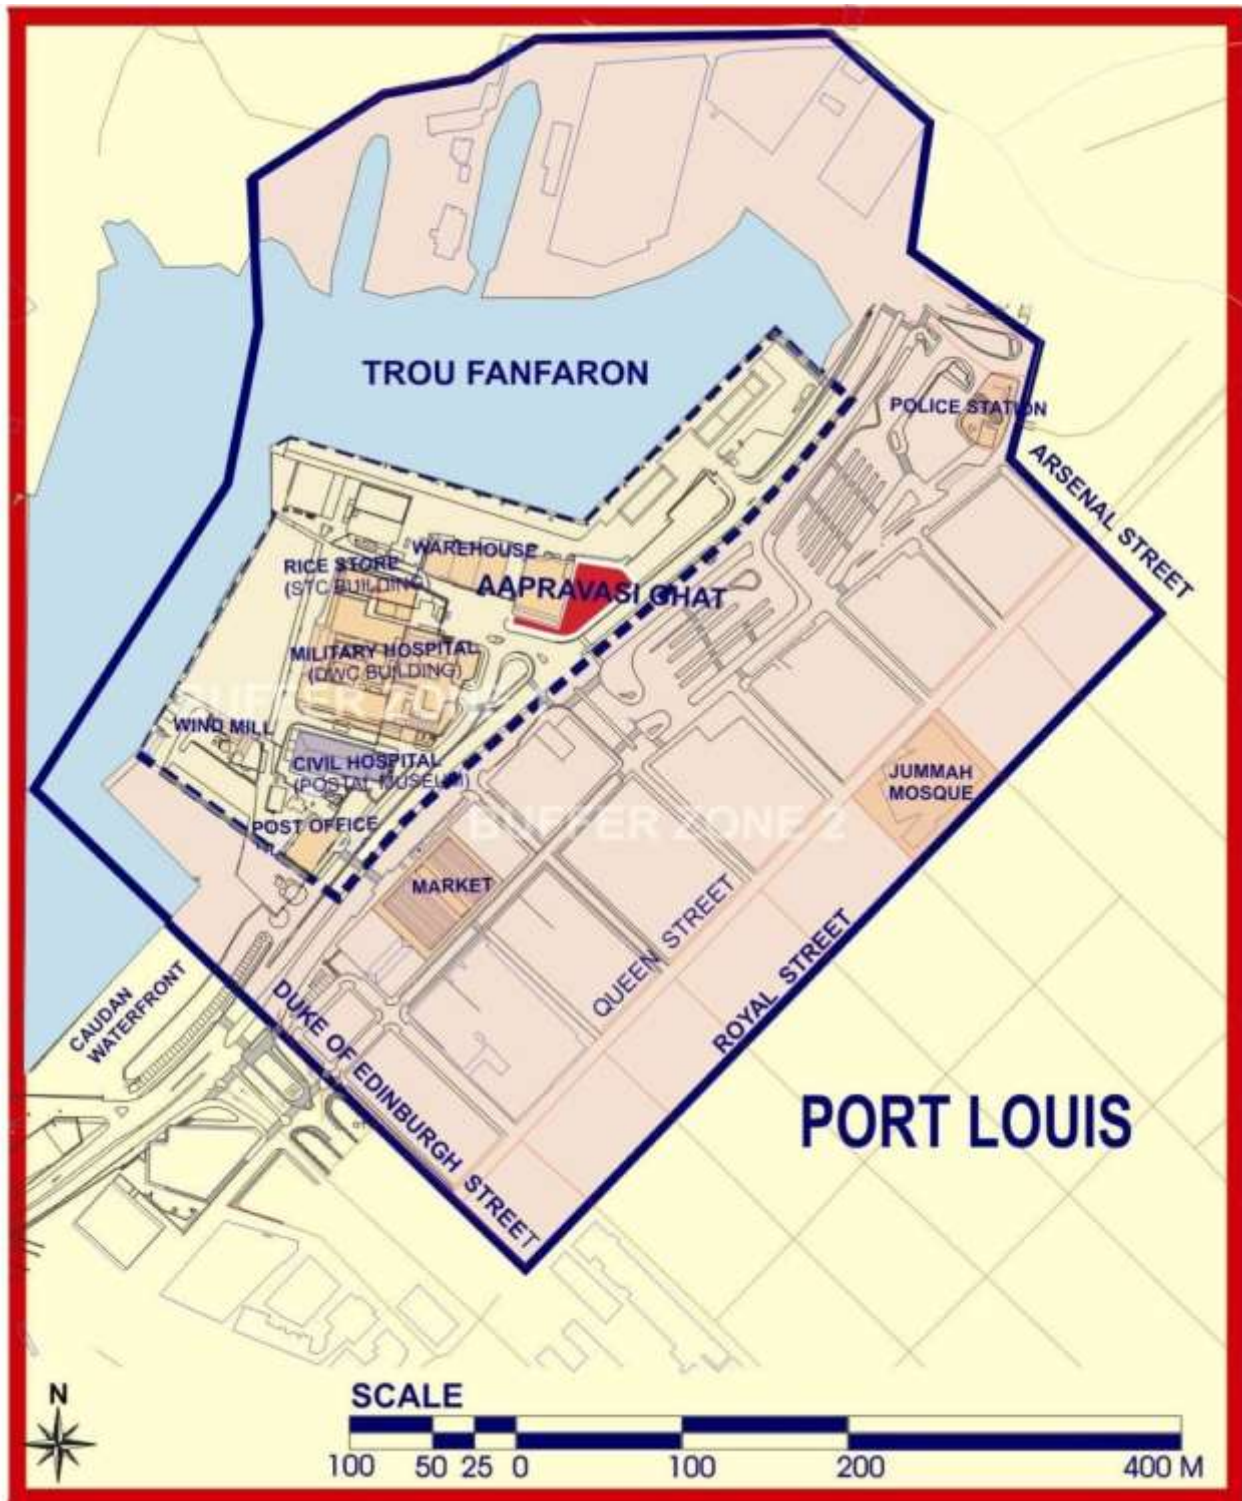 TROU FANFARON
POLICE STATION
ARSENAL STREET
WAREHOUSE
RICE STORE
(STC BUILDING)
AAPRAVASI GHAT
MILITARY HOSPITAL
(DWC BUILDING)
BUFFER ZONE
WIND MILL
CIVIL HOSPITAL
(POSTAL MUSEUM)
JUMMAH
MOSQUE
POST OFFICE
BUFFER ZONE 2
MARKET
QUEEN STREET
ROYAL STREET
CAUDAN
WATERFRONT
DUKE OF EDINBURGH STREET
PORT LOUIS
N
SCALE
100 50 25 0 100 200 400 M